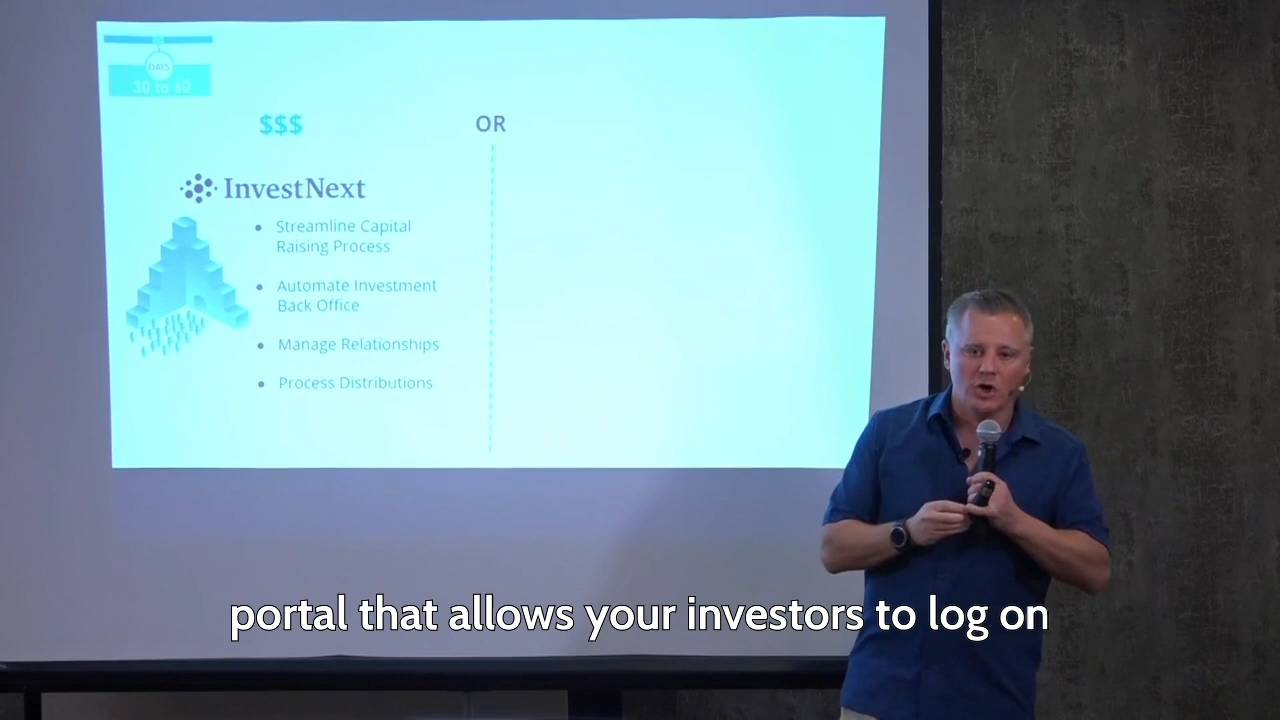 DAYS
30 to 60
$$$
OR
InvestNext
• Streamline Capital
Raising Process
• Automate Investment
Back Office
• Manage Relationships
• Process Distributions
portal that allows your investors to log on